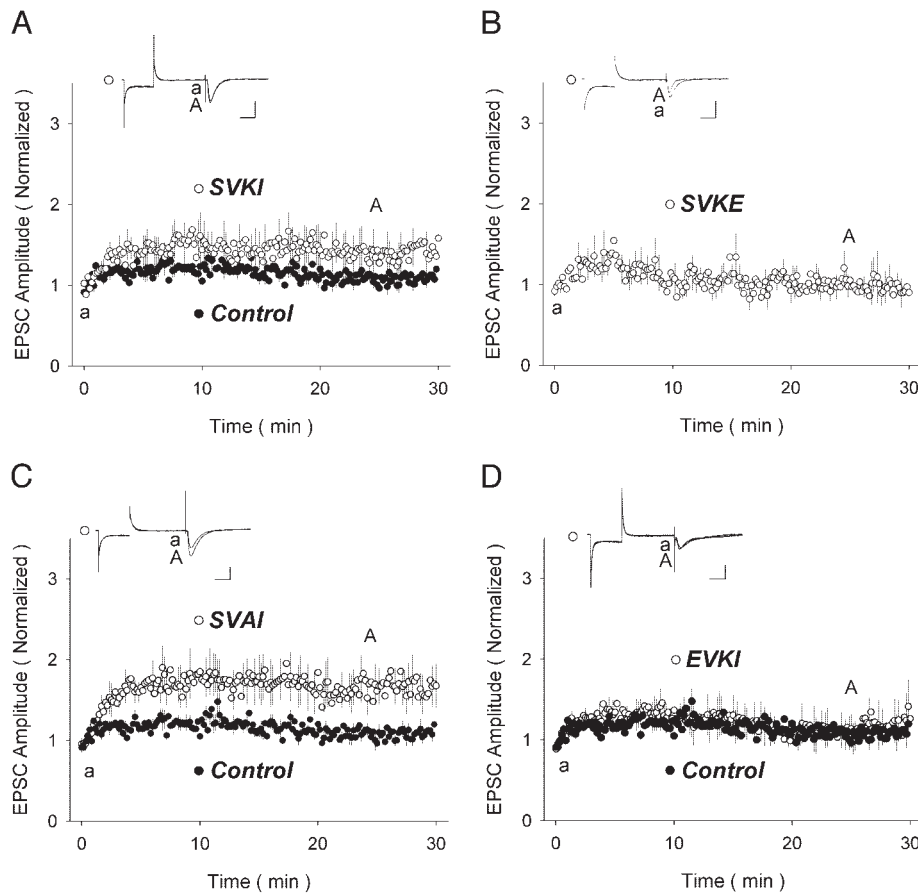 A
a
A
3
2
1
0
SVKI
A
Control
a
0
10
20
30
EPSC Amplitude ( Normalized )
Time ( min )
B
A
a
3
2
1
0
SVKE
A
a
0
10
20
30
EPSC Amplitude ( Normalized )
Time ( min )
C
a
A
3
2
1
0
SVAI
A
Control
a
0
10
20
30
EPSC Amplitude ( Normalized )
Time ( min )
D
a
A
3
2
1
0
EVKI
A
Control
a
0
10
20
30
EPSC Amplitude ( Normalized )
Time ( min )